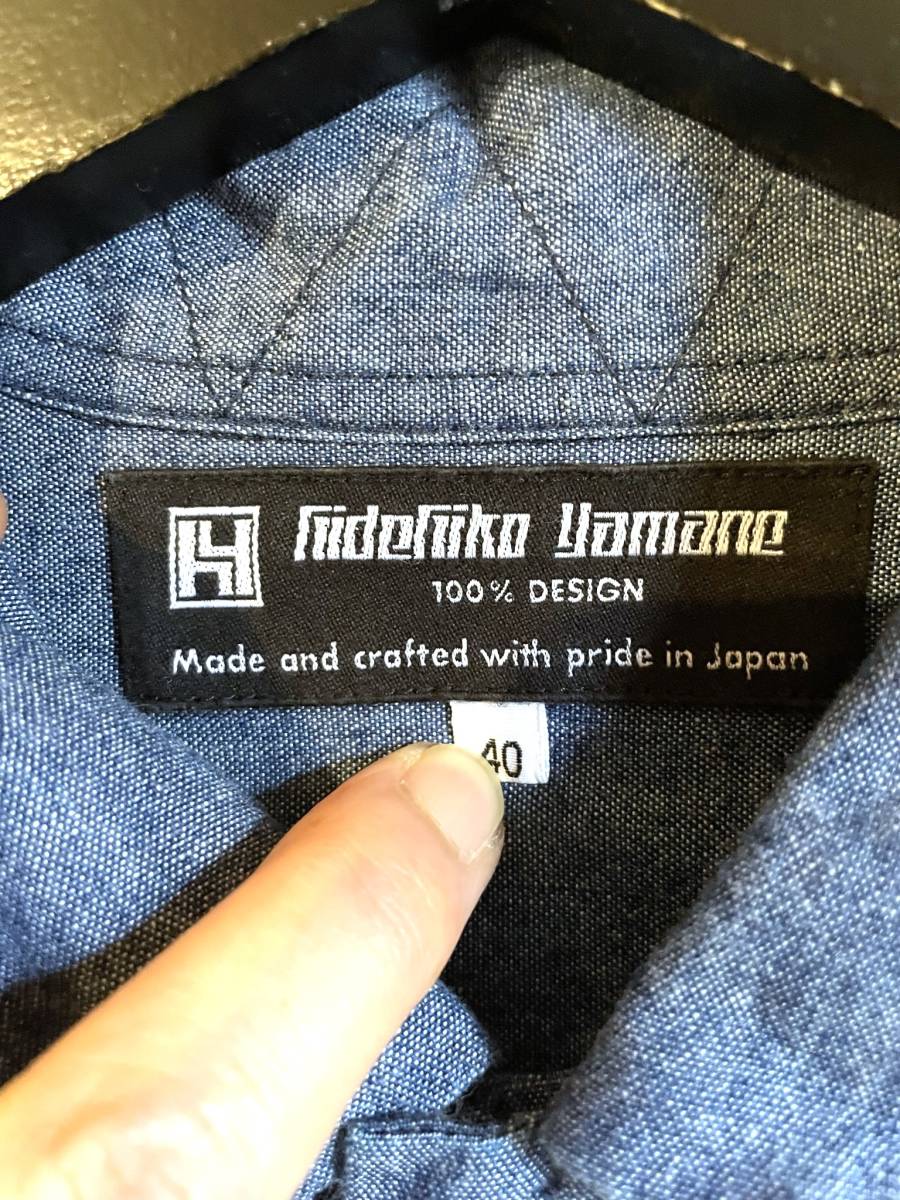 Hidehiko Yamane
100% DESIGN
Made and crafted with pride in Japan
40